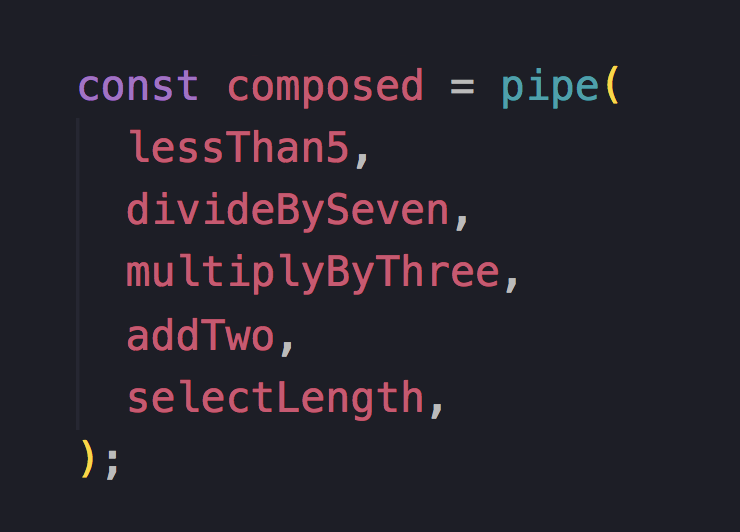 const composed = pipe(
  lessThan5,
  divideBySeven,
  multiplyByThree,
  addTwo,
  selectLength,
);